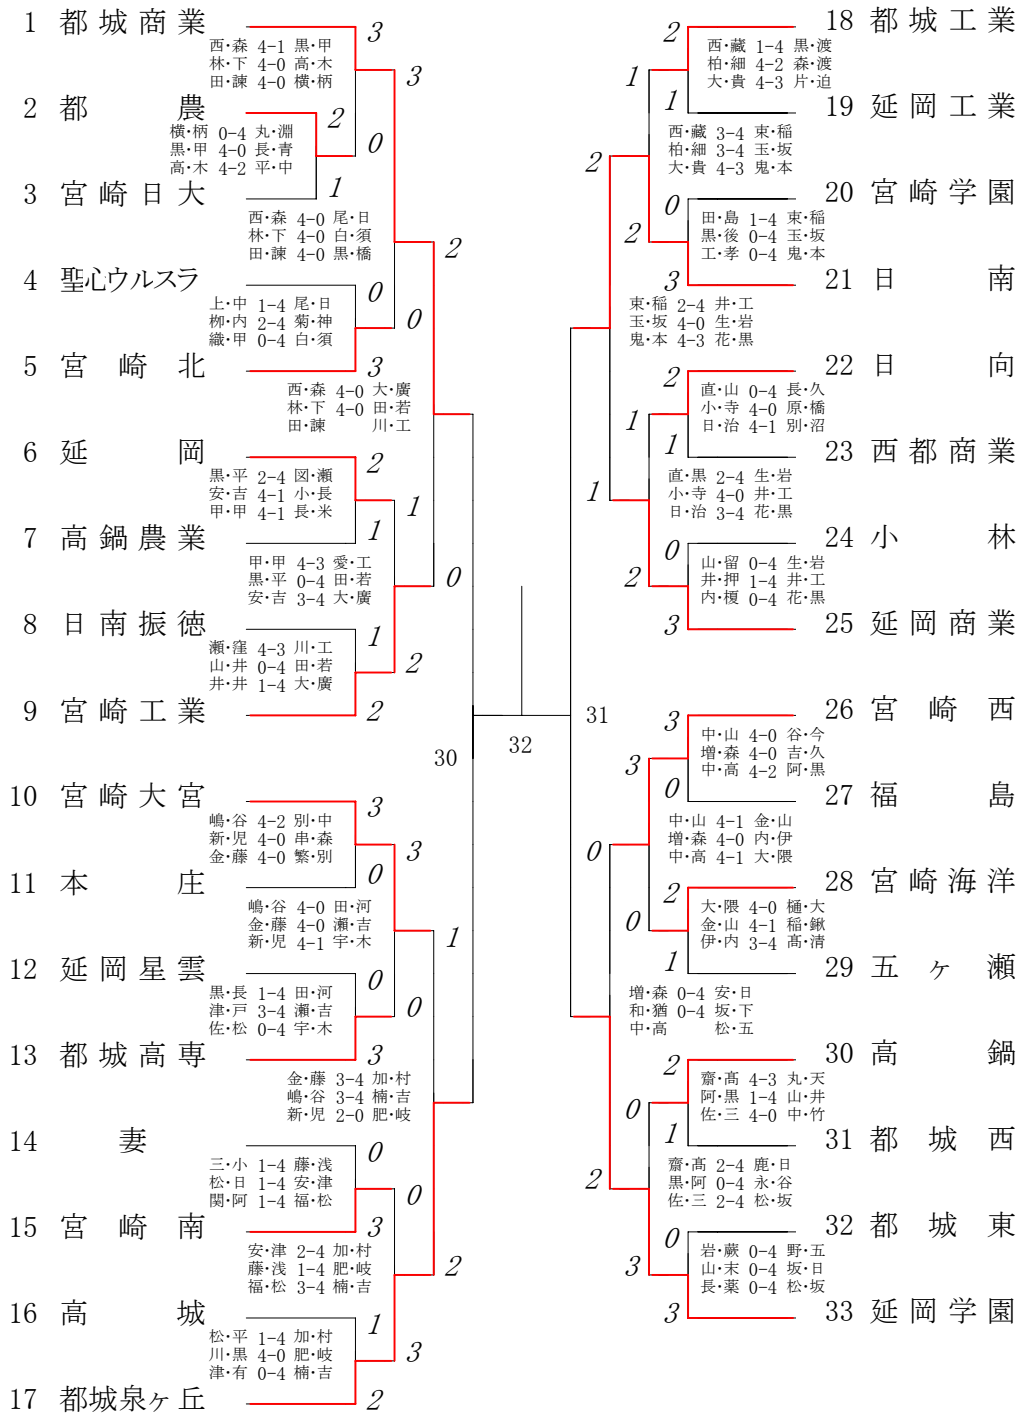 1 都城商業
3
西・森 4-1 黒・甲
林・下 4-0 高・木
田・諫 4-0 横・柄
3
2 都農
2
横・柄 0-4 丸・淵
黒・甲 4-0 長・青
高・木 4-2 平・中
0
3 宮崎日大
1
西・森 4-0 尾・日
林・下 4-0 白・須
田・諫 4-0 黒・橋
2
4 聖心ウルスラ
0
上・中 1-4 尾・日
栁・内 2-4 菊・神
織・甲 0-4 白・須
0
5 宮崎北
3
西・森 4-0 大・廣
林・下 4-0 田・若
田・諫 川・工
6 延岡
2
黒・平 2-4 図・瀬
安・吉 4-1 小・長
甲・甲 4-1 長・米
1
7 高鍋農業
1
甲・甲 4-3 愛・工
黒・平 0-4 田・若
安・吉 3-4 大・廣
0
8 日南振徳
1
瀬・窪 4-3 川・工
山・井 0-4 田・若
井・井 1-4 大・廣
2
9 宮崎工業
2
30
32
31
10 宮崎大宮
3
嶋・谷 4-2 別・中
新・児 4-0 串・森
金・藤 4-0 繁・別
3
11 本庄
0
嶋・谷 4-0 田・河
金・藤 4-0 瀬・吉
新・児 4-1 宇・木
1
12 延岡星雲
0
黒・長 1-4 田・河
津・戸 3-4 瀬・吉
佐・松 0-4 宇・木
0
13 都城高専
3
金・藤 3-4 加・村
嶋・谷 3-4 楠・吉
新・児 2-0 肥・岐
14 妻
0
三・小 1-4 藤・浅
松・日 1-4 安・津
関・阿 1-4 福・松
0
15 宮崎南
3
安・津 2-4 加・村
藤・浅 1-4 肥・岐
福・松 3-4 楠・吉
2
16 高城
1
松・平 1-4 加・村
川・黒 4-0 肥・岐
津・有 0-4 楠・吉
3
17 都城泉ヶ丘
2
18 都城工業
2
西・藏 1-4 黒・渡
柏・細 4-2 森・渡
大・貴 4-3 片・迫
1
19 延岡工業
1
西・藏 3-4 束・稲
柏・細 3-4 玉・坂
大・貴 4-3 鬼・本
2
20 宮崎学園
0
田・島 1-4 束・稲
黒・後 0-4 玉・坂
工・孝 0-4 鬼・本
2
21 日南
3
束・稲 2-4 井・工
玉・坂 4-0 生・岩
鬼・本 4-3 花・黒
22 日向
2
直・山 0-4 長・久
小・寺 4-0 原・橋
日・治 4-1 別・沼
1
23 西都商業
1
直・黒 2-4 生・岩
小・寺 4-0 井・工
日・治 3-4 花・黒
1
24 小林
0
山・留 0-4 生・岩
井・押 1-4 井・工
内・榎 0-4 花・黒
2
25 延岡商業
3
26 宮崎西
3
中・山 4-0 谷・今
増・森 4-0 吉・久
中・高 4-2 阿・黒
3
27 福島
0
中・山 4-1 金・山
増・森 4-0 内・伊
中・高 4-1 大・隈
0
28 宮崎海洋
2
大・隈 4-0 樋・大
金・山 4-1 稲・鍬
伊・内 3-4 髙・清
0
29 五ヶ瀬
1
増・森 0-4 安・日
和・猶 0-4 坂・下
中・高 松・五
30 高鍋
2
齋・髙 4-3 丸・天
阿・黒 1-4 山・井
佐・三 4-0 中・竹
0
31 都城西
1
齋・髙 2-4 鹿・日
黒・阿 0-4 永・谷
佐・三 2-4 松・坂
2
32 都城東
0
岩・蕨 0-4 野・五
山・末 0-4 坂・日
長・薬 0-4 松・坂
3
33 延岡学園
3